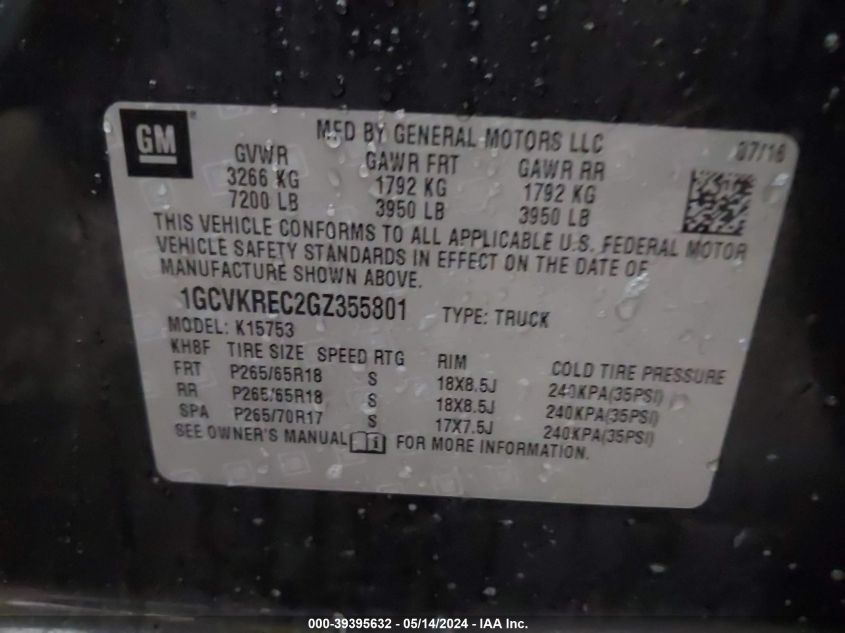 GM
MFD BY GENERAL MOTORS LLC 07/16
GVWR GAWR FRT GAWR RR
3266 KG 1792 KG 1792 KG
7200 LB 3950 LB 3950 LB
THIS VEHICLE CONFORMS TO ALL APPLICABLE U.S. FEDERAL MOTOR
VEHICLE SAFETY STANDARDS IN EFFECT ON THE DATE OF
MANUFACTURE SHOWN ABOVE.
1GCVKREC2GZ355801 TYPE: TRUCK
MODEL: K15753
KH8F TIRE SIZE SPEED RTG RIM COLD TIRE PRESSURE
FRT P265/65R18 S 18X8.5J 240KPA(35PSI)
RR P265/65R18 S 18X8.5J 240KPA(35PSI)
SPA P265/70R17 S 17X7.5J 240KPA(35PSI)
SEE OWNER'S MANUAL FOR MORE INFORMATION.
000-39395632 - 05/14/2024 - IAA Inc.